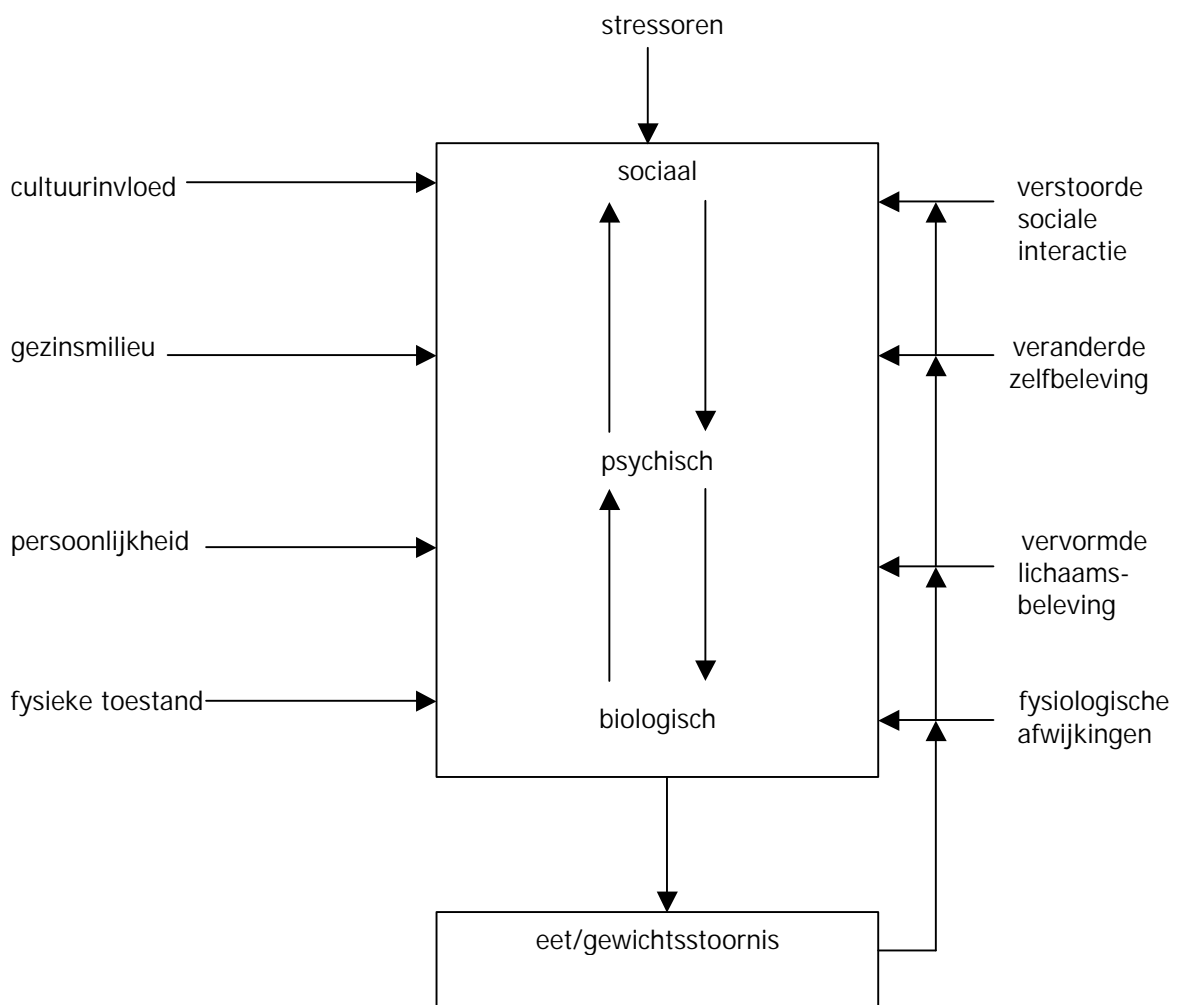 stressoren
sociaal
cultuurinvloed
verstoorde
sociale
interactie
gezinsmilieu
veranderde
zelfbeleving
psychisch
persoonlijkheid
vervormde
lichaams-
beleving
fysieke toestand
biologisch
fysiologische
afwijkingen
eet/gewichtsstoornis